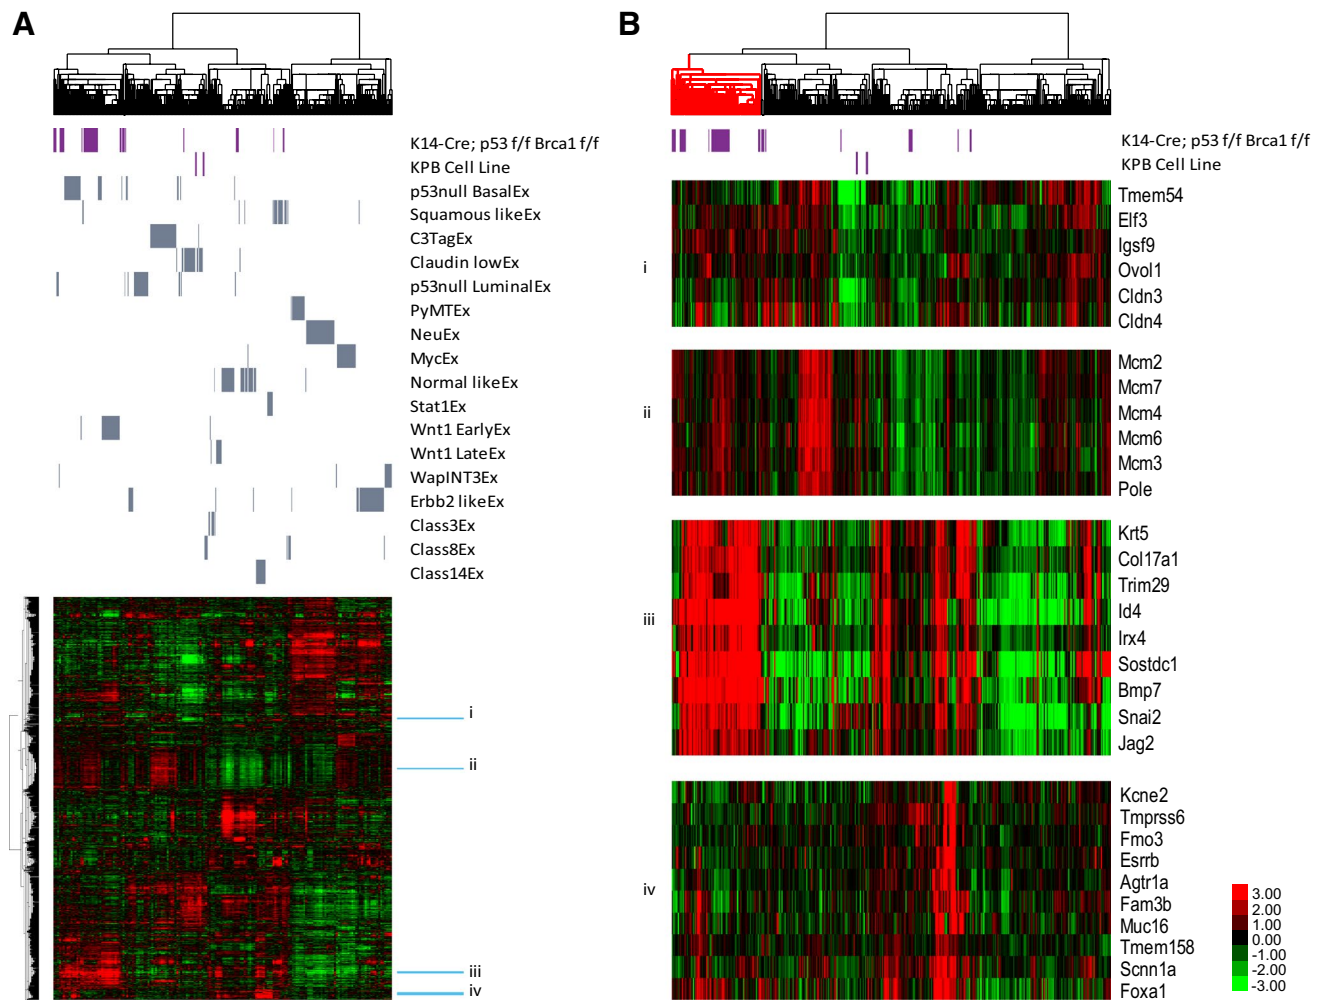 A
B
K14-Cre; p53 f/f Brca1 f/f
KPB Cell Line
p53null BasalEx
Squamous likeEx
C3TagEx
Claudin lowEx
p53null LuminalEx
PyMTEx
NeuEx
MycEx
Normal likeEx
Stat1Ex
Wnt1 EarlyEx
Wnt1 LateEx
WapINT3Ex
Erbb2 likeEx
Class3Ex
Class8Ex
Class14Ex
i
ii
iii
iv
K14-Cre; p53 f/f Brca1 f/f
KPB Cell Line
i
Tmem54
Elf3
Igsf9
Ovol1
Cldn3
Cldn4
ii
Mcm2
Mcm7
Mcm4
Mcm6
Mcm3
Pole
iii
Krt5
Col17a1
Trim29
Id4
Irx4
Sostdc1
Bmp7
Snai2
Jag2
iv
Kcne2
Tmprss6
Fmo3
Esrrb
Agtr1a
Fam3b
Muc16
Tmem158
Scnn1a
Foxa1
3.00
2.00
1.00
0.00
-1.00
-2.00
-3.00